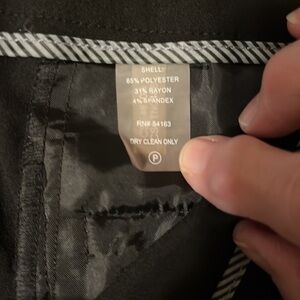 SHELL:
65% POLYESTER
31% RAYON
4% SPANDEX
RN# 54163
DRY CLEAN ONLY
P